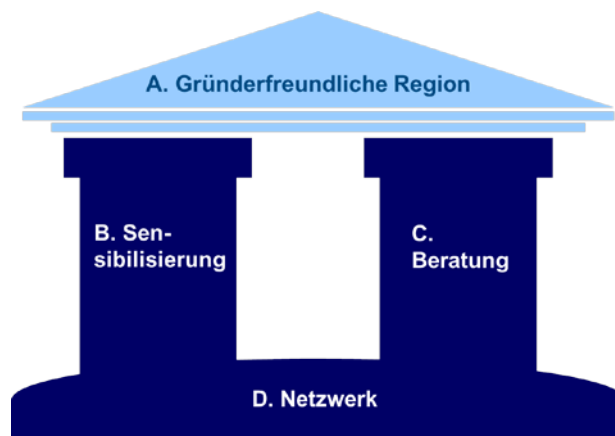 A. Gründerfreundliche Region
B. Sen-
sibilisierung
C.
Beratung
D. Netzwerk